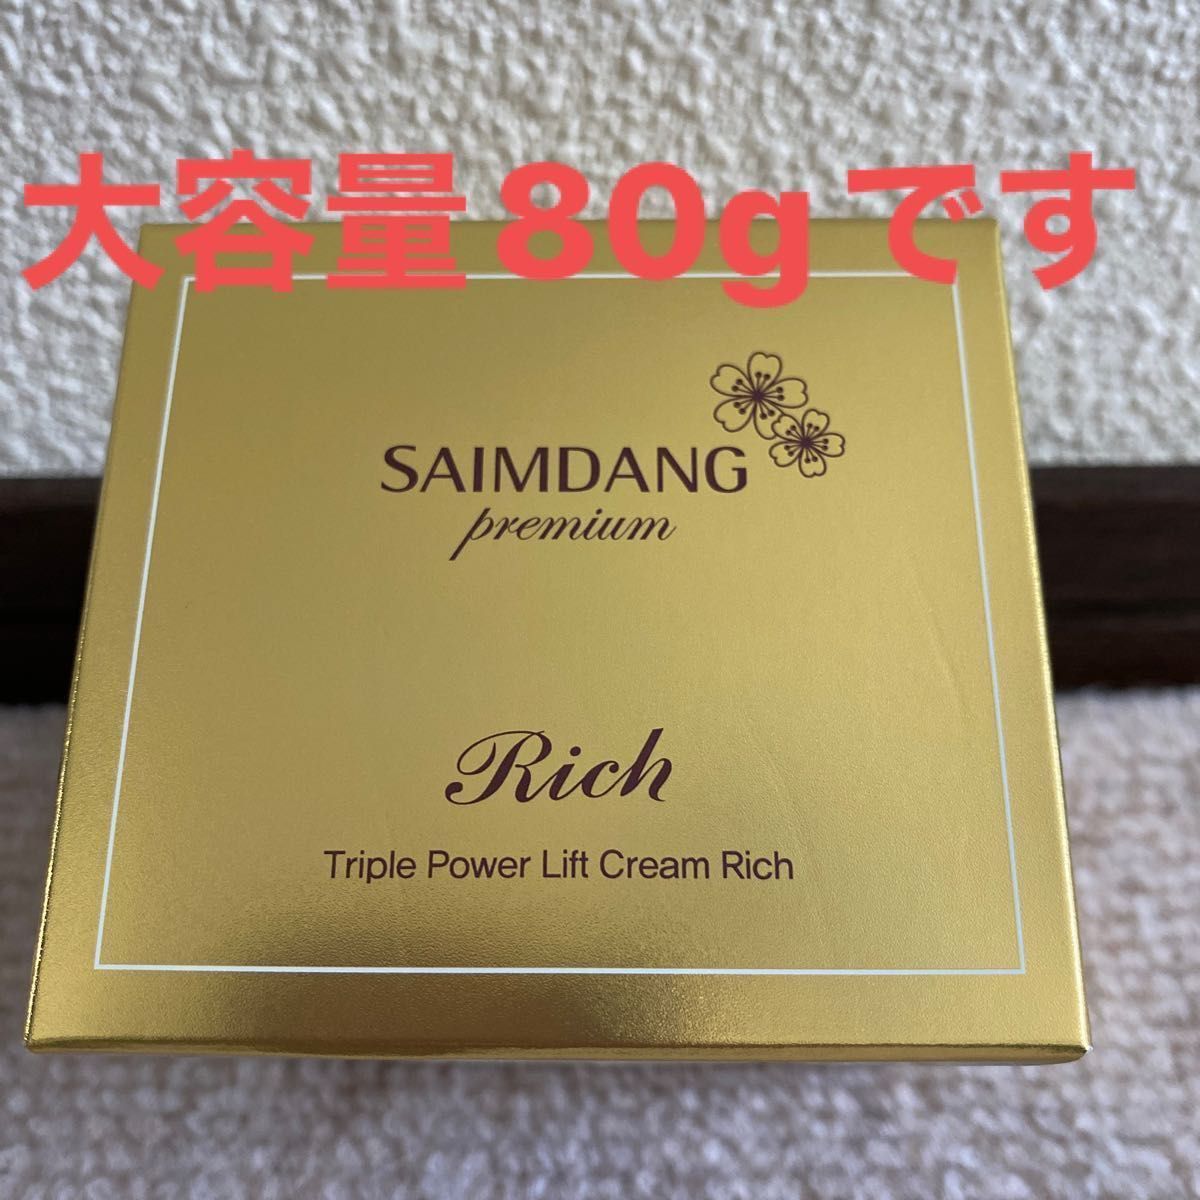 大容量80gです
SAIMDANG
premium
Rich
Triple Power Lift Cream Rich